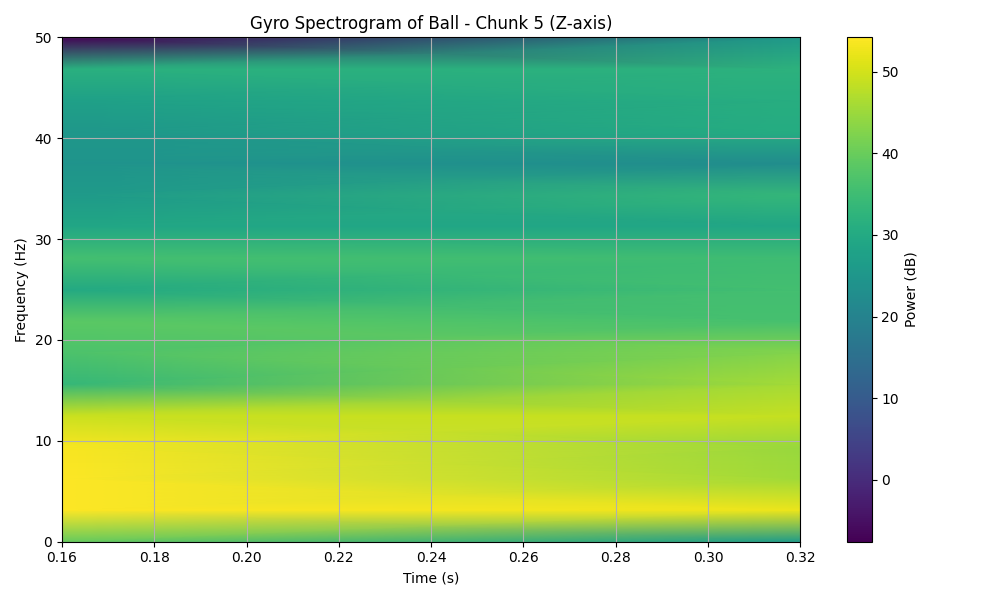 Gyro Spectrogram of Ball - Chunk 5 (Z-axis)
50
40
30
20
10
0
Frequency (Hz)
0.16 0.18 0.20 0.22 0.24 0.26 0.28 0.30 0.32
Time (s)
50
40
30
20
10
0
Power (dB)